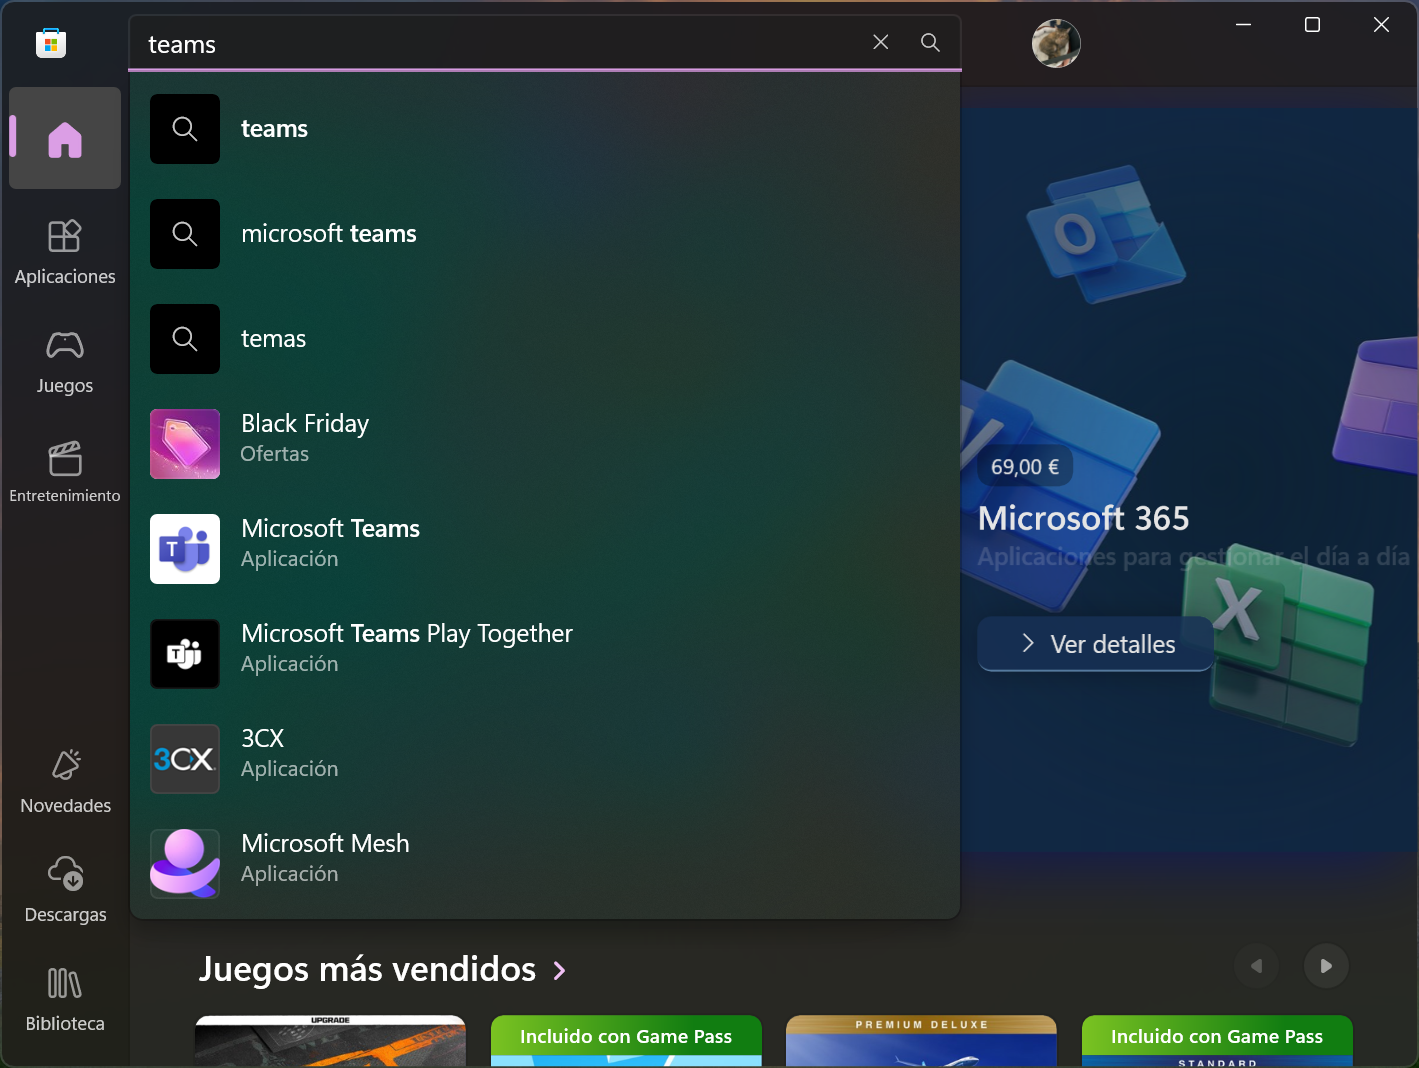 teams
Aplicaciones
Juegos
Entretenimiento
Novedades
Descargas
Biblioteca
teams
microsoft teams
temas
Black Friday
Ofertas
Microsoft Teams
Aplicación
Microsoft Teams Play Together
Aplicación
3CX
3CX
Aplicación
Microsoft Mesh
Aplicación
69,00 €
Microsoft 365
Aplicaciones para gestionar el día a día
Ver detalles
Juegos más vendidos
UPGRADE
Incluido con Game Pass
PREMIUM DELUXE
Incluido con Game Pass
STANDARD